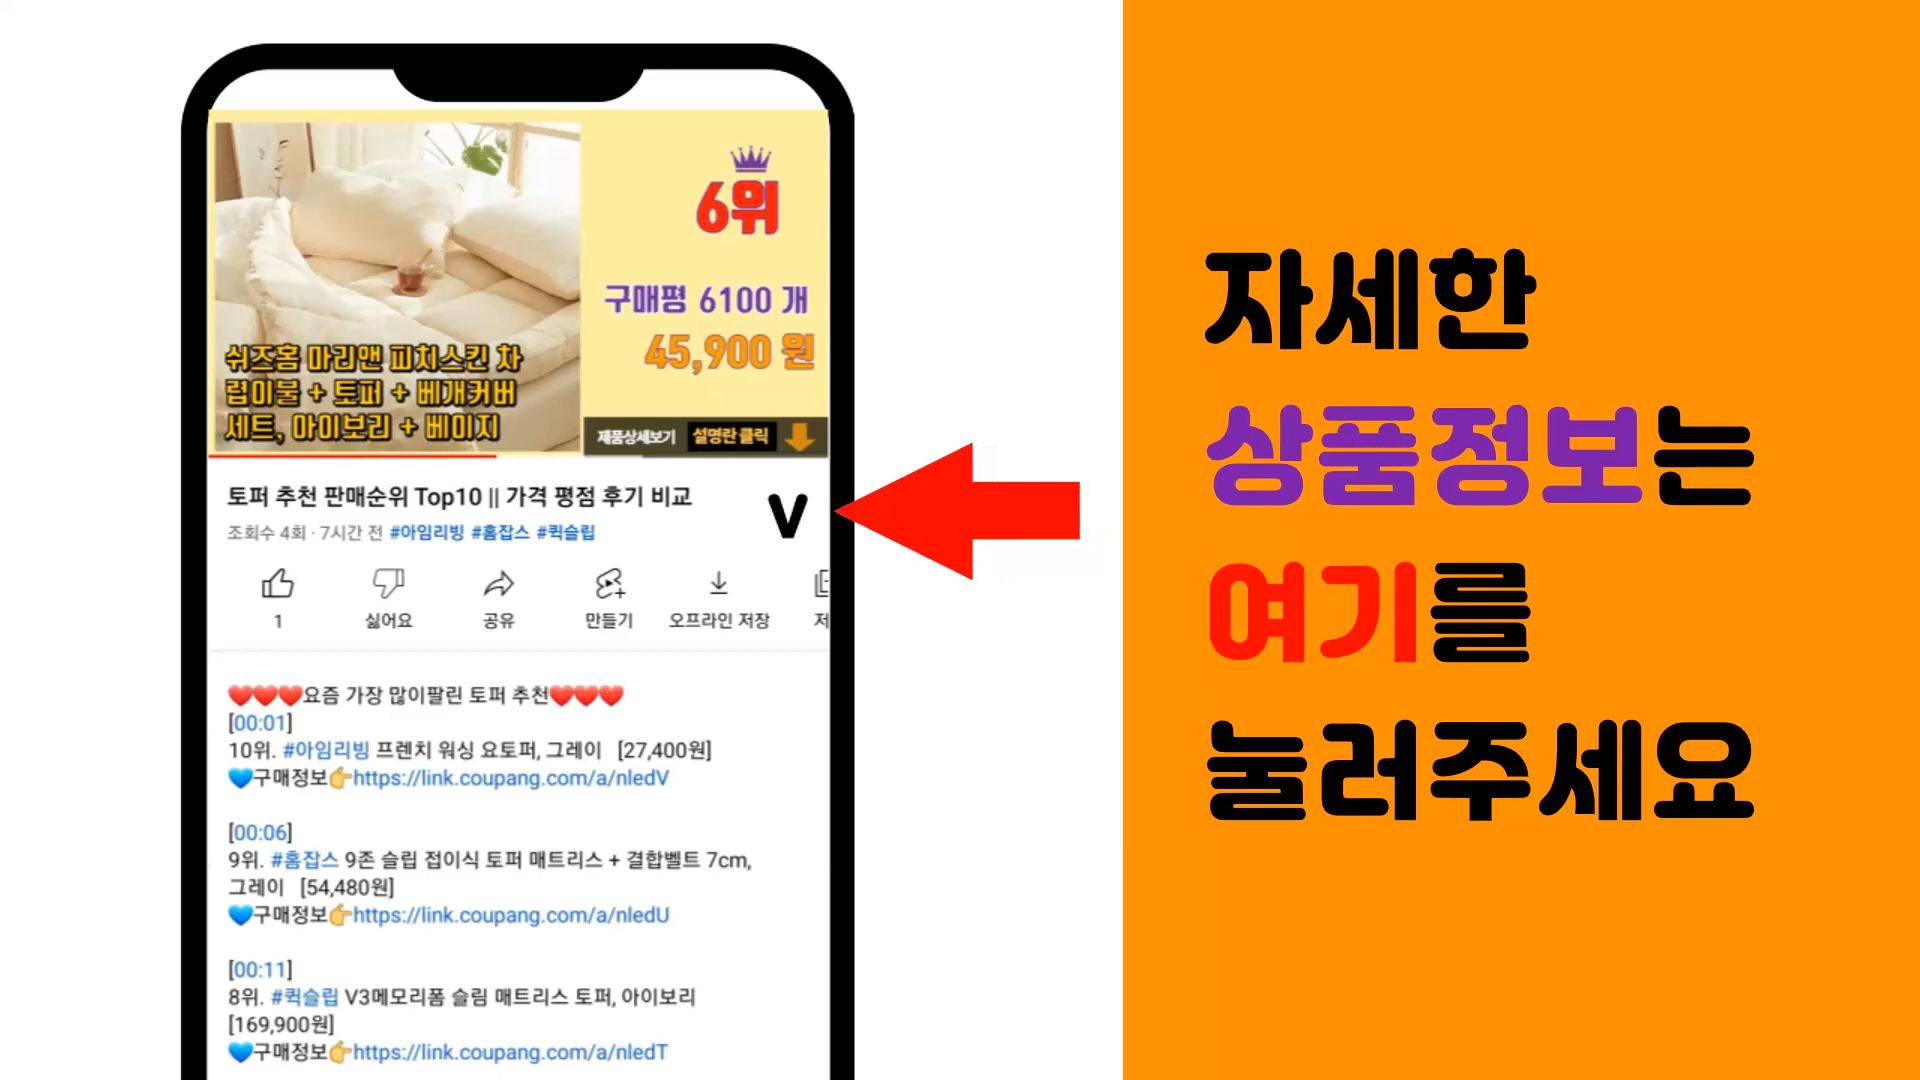 6위
구매평 6100 개
45,900 원
쉬즈홈 마리앤 피치스킨 차
렵이불 + 토퍼 + 베개커버
세트, 아이보리 + 베이지
제품상세보기 설명란 클릭
토퍼 추천 판매순위 Top10 || 가격 평점 후기 비교
V
조회수 4회 · 7시간 전 #아임리빙 #홈잡스 #퀵슬립
1 싫어요 공유 만들기 오프라인 저장 저
❤️❤️❤️요즘 가장 많이팔린 토퍼 추천❤️❤️❤️
[00:01]
10위. #아임리빙 프렌치 워싱 요토퍼, 그레이 [27,400원]
💙구매정보👉https://link.coupang.com/a/nledV
[00:06]
9위. #홈잡스 9존 슬립 접이식 토퍼 매트리스 + 결합벨트 7cm,
그레이 [54,480원]
💙구매정보👉https://link.coupang.com/a/nledU
[00:11]
8위. #퀵슬립 V3메모리폼 슬림 매트리스 토퍼, 아이보리
[169,900원]
💙구매정보👉https://link.coupang.com/a/nledT
자세한
상품정보는
여기를
눌러주세요